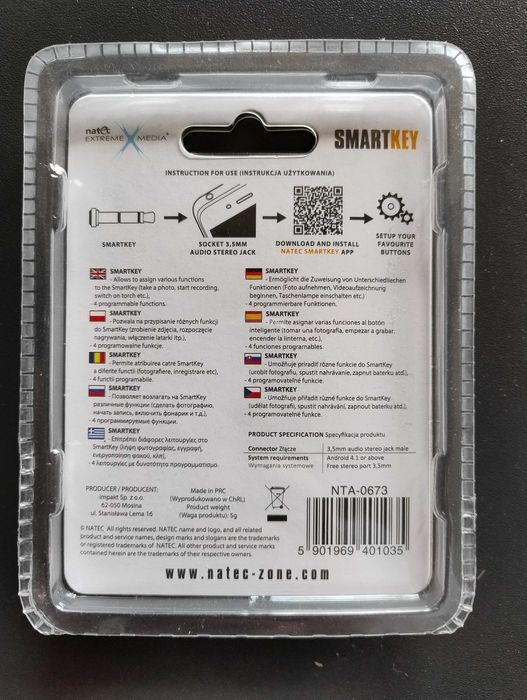 natec
EXTREME MEDIA
SMARTKEY
INSTRUCTION FOR USE (INSTRUKCJA UŻYTKOWANIA)
SMARTKEY
SOCKET 3,5MM
AUDIO STEREO JACK
DOWNLOAD AND INSTALL
NATEC SMARTKEY APP
SETUP YOUR
FAVOURITE
BUTTONS
SMARTKEY
- Allows to assign various functions
to the SmartKey (take a photo, start recording,
switch on torch etc.),
- 4 programmable functions.
SMARTKEY
- Pozwala na przypisanie różnych funkcji
do SmartKey (zrobienie zdjęcia, rozpoczęcie
nagrywania, włączenie latarki itp.),
- 4 programowalne funkcje.
SMARTKEY
- Permite atribuirea catre SmartKey
a diferite functii (fotografiere, inregistrare etc),
- 4 functii programabile.
SMARTKEY
- Позволяет возлагать на SmartKey
различные функции (сделать фотографию,
начать запись, включить фонарик и т.д.),
- 4 программируемые функции.
SMARTKEY
- Επιτρέπει διάφορες λειτουργίες στο
SmartKey (λήψη φωτογραφίας, εγγραφή,
ενεργοποίηση φακού, κλπ),
- 4 λειτουργίες με δυνατότητα προγραμματισμο.
SMARTKEY
- Ermöglicht die Zuweisung von Unterschiedliechen
Funktionen (Foto aufnehmen, Videoaufzeichnung
beginnen, Taschenlampe einschalten etc.)
- 4 programmierbare Funktionen.
SMARTKEY
- Permite asignar varias funciones al botón
inteligente (tomar una fotografía, empezar a grabar,
encender la linterna, etc.),
- 4 funciones programables.
SMARTKEY
- Umožňuje priradiť rôzne funkcie do SmartKey
(urobiť fotografiu, spustiť nahrávanie, zapnuť baterku atď.),
- 4 programovateľné funkcie.
SMARTKEY
- Umožňuje přiřadit různé funkce do SmartKey
(udělat fotografii, spustit nahrávání, zapnout baterku atd.),
- 4 programovatelné funkce.
PRODUCT SPECIFICATION Specyfikacja produktu
Connector Złącze 3,5mm audio stereo jack male
System requirements Android 4.1 or above
Wymagania systemowe Free stereo port 3,5mm
PRODUCER / PRODUCENT:
Impakt Sp. z o.o.
62-050 Mosina
ul. Stanisława Lema 16
Made in PRC
(Wyprodukowano w ChRL)
Product weight
(Waga produktu): 5g
NTA-0673
5 901969 401035
© NATEC All rights reserved. NATEC name and logo, and all related
product and service names, design marks and slogans are the trademarks
or registered trademarks of NATEC. All other product and service marks
contained herein are the trademarks of their respective owners.
www.natec-zone.com